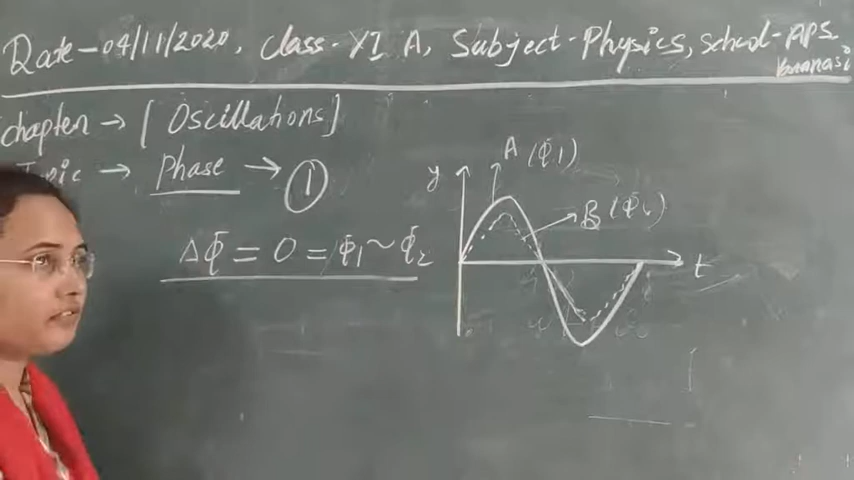 Date - 04/11/2020, Class - XI A, Subject - Physics, School - APS
Varanasi
Chapter → [Oscillations]
Topic → Phase → ①
ΔΦ = 0 = Φ1 ~ Φ2
A (Φ1)
y
B (Φ2)
t